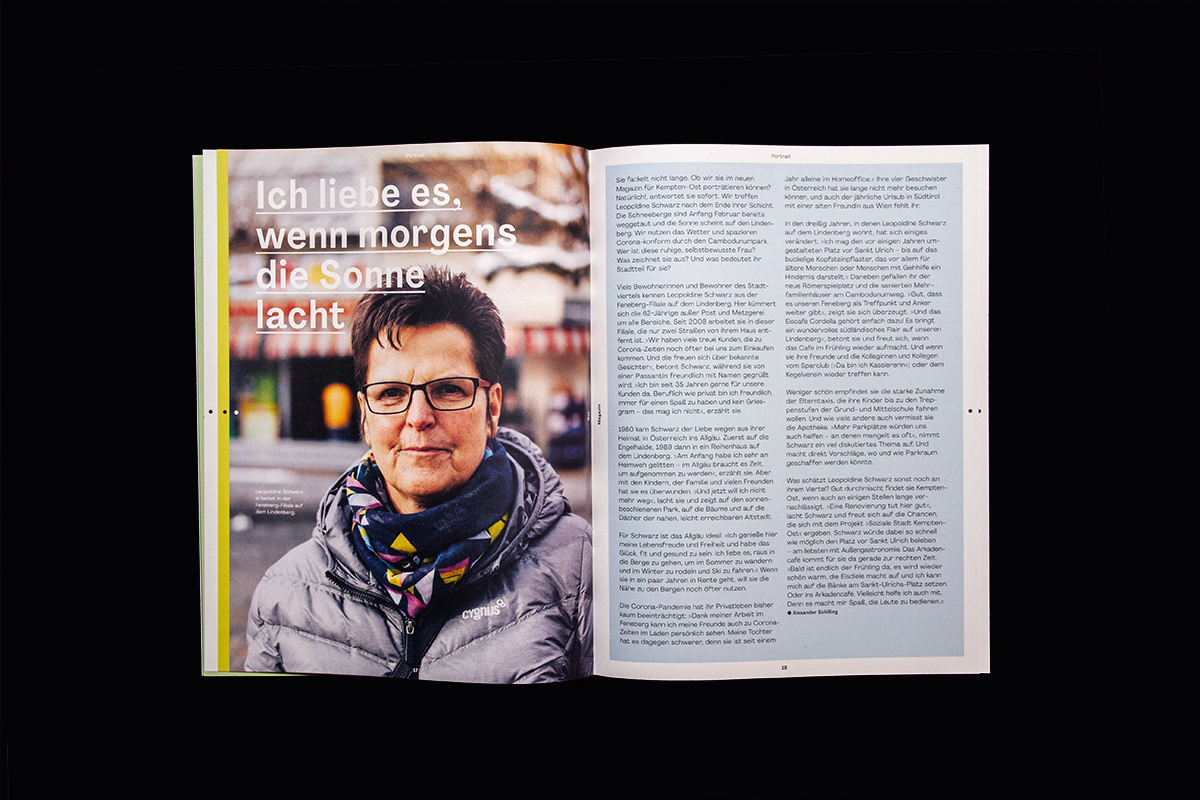 Portrait
Ich liebe es,
wenn morgens
die Sonne
lacht
Leopoldine Schwarz
arbeitet in der
Feneberg-Filiale auf
dem Lindenberg.
cygnus
17
Magazin
Portrait
Sie fackelt nicht lange. Ob wir sie im neuen
Magazin für Kempten-Ost porträtieren können?
Natürlich!, antwortet sie sofort. Wir treffen
Leopoldine Schwarz nach dem Ende ihrer Schicht.
Die Schneeberge sind Anfang Februar bereits
weggetaut und die Sonne scheint auf den Linden-
berg. Wir nutzen das Wetter und spazieren
Corona-konform durch den Cambodunumpark.
Wer ist diese ruhige, selbstbewusste Frau?
Was zeichnet sie aus? Und was bedeutet ihr
Stadtteil für sie?
Viele Bewohnerinnen und Bewohner des Stadt-
viertels kennen Leopoldine Schwarz aus der
Feneberg-Filiale auf dem Lindenberg. Hier kümmert
sich die 62-Jährige außer Post und Metzgerei
um alle Bereiche. Seit 2008 arbeitet sie in dieser
Filiale, die nur zwei Straßen von ihrem Haus ent-
fernt ist. »Wir haben viele treue Kunden, die zu
Corona-Zeiten noch öfter bei uns zum Einkaufen
kommen. Und die freuen sich über bekannte
Gesichter«, betont Schwarz, während sie von
einer Passantin freundlich mit Namen gegrüßt
wird. »Ich bin seit 35 Jahren gerne für unsere
Kunden da. Beruflich wie privat bin ich freundlich,
immer für einen Spaß zu haben und kein Gries-
gram – das mag ich nicht«, erzählt sie.
1980 kam Schwarz der Liebe wegen aus ihrer
Heimat in Österreich ins Allgäu. Zuerst auf die
Engelhalde, 1989 dann in ein Reihenhaus auf
dem Lindenberg. »Am Anfang habe ich sehr an
Heimweh gelitten – im Allgäu braucht es Zeit,
um aufgenommen zu werden«, erzählt sie. Aber
mit den Kindern, der Familie und vielen Freunden
hat sie es überwunden. »Und jetzt will ich nicht
mehr weg«, lacht sie und zeigt auf den sonnen-
beschienenen Park, auf die Bäume und auf die
Dächer der nahen, leicht erreichbaren Altstadt.
Für Schwarz ist das Allgäu ideal: »Ich genieße hier
meine Lebensfreude und Freiheit und habe das
Glück, fit und gesund zu sein. Ich liebe es, raus in
die Berge zu gehen, um im Sommer zu wandern
und im Winter zu rodeln und Ski zu fahren.« Wenn
sie in ein paar Jahren in Rente geht, will sie die
Nähe zu den Bergen noch öfter nutzen.
Die Corona-Pandemie hat ihr Privatleben bisher
kaum beeinträchtigt: »Dank meiner Arbeit im
Feneberg kann ich meine Freunde auch zu Corona-
Zeiten im Laden persönlich sehen. Meine Tochter
hat es dagegen schwerer, denn sie ist seit einem
Jahr alleine im Homeoffice.« Ihre vier Geschwister
in Österreich hat sie lange nicht mehr besuchen
können, und auch der jährliche Urlaub in Südtirol
mit einer alten Freundin aus Wien fehlt ihr.
In den dreißig Jahren, in denen Leopoldine Schwarz
auf dem Lindenberg wohnt, hat sich einiges
verändert. »Ich mag den vor einigen Jahren um-
gestalteten Platz vor Sankt Ulrich – bis auf das
buckelige Kopfsteinpflaster, das vor allem für
ältere Menschen oder Menschen mit Gehhilfe ein
Hindernis darstellt.« Daneben gefallen ihr der
neue Römerspielplatz und die sanierten Mehr-
familienhäuser am Cambodunumweg. »Gut, dass
es unseren Feneberg als Treffpunkt und Anker
weiter gibt«, zeigt sie sich überzeugt. »Und das
Eiscafe Cordella gehört einfach dazu! Es bringt
ein wundervolles südländisches Flair auf unseren
Lindenberg«, betont sie und freut sich, wenn
das Café im Frühling wieder aufmacht. Und wenn
sie ihre Freunde und die Kolleginnen und Kollegen
vom Sparclub (»Da bin ich Kassiererin«) oder dem
Kegelverein wieder treffen kann.
Weniger schön empfindet sie die starke Zunahme
der Elterntaxis, die ihre Kinder bis zu den Trep-
penstufen der Grund- und Mittelschule fahren
wollen. Und wie viele andere auch vermisst sie
die Apotheke. »Mehr Parkplätze würden uns
auch helfen – an denen mangelt es oft«, nimmt
Schwarz ein viel diskutiertes Thema auf. Und
macht direkt Vorschläge, wo und wie Parkraum
geschaffen werden könnte.
Was schätzt Leopoldine Schwarz sonst noch an
ihrem Viertel? Gut durchmischt findet sie Kempten-
Ost, wenn auch an einigen Stellen lange ver-
nachlässigt. »Eine Renovierung tut hier gut«,
lacht Schwarz und freut sich auf die Chancen,
die sich mit dem Projekt »Soziale Stadt Kempten-
Ost« ergeben. Schwarz würde dabei so schnell
wie möglich den Platz vor Sankt Ulrich beleben
– am liebsten mit Außengastronomie. Das Arkaden-
café kommt für sie da gerade zur rechten Zeit.
»Bald ist endlich der Frühling da, es wird wieder
schön warm, die Eisdiele macht auf und ich kann
mich auf die Bänke am Sankt-Ulrichs-Platz setzen.
Oder ins Arkadencafé. Vielleicht helfe ich auch mit.
Denn es macht mir Spaß, die Leute zu bedienen.«
Alexander Schilling
18